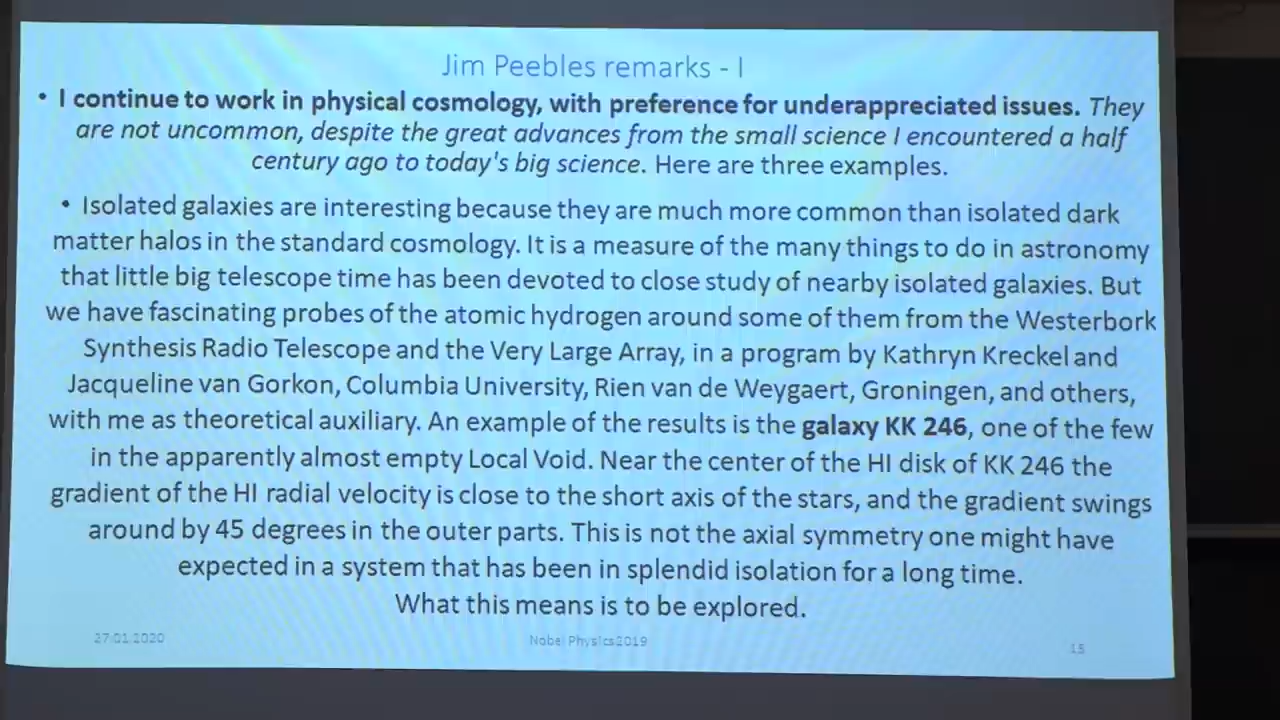 Jim Peebles remarks - I
• I continue to work in physical cosmology, with preference for underappreciated issues. They
are not uncommon, despite the great advances from the small science I encountered a half
century ago to today's big science. Here are three examples.
• Isolated galaxies are interesting because they are much more common than isolated dark
matter halos in the standard cosmology. It is a measure of the many things to do in astronomy
that little big telescope time has been devoted to close study of nearby isolated galaxies. But
we have fascinating probes of the atomic hydrogen around some of them from the Westerbork
Synthesis Radio Telescope and the Very Large Array, in a program by Kathryn Kreckel and
Jacqueline van Gorkon, Columbia University, Rien van de Weygaert, Groningen, and others,
with me as theoretical auxiliary. An example of the results is the galaxy KK 246, one of the few
in the apparently almost empty Local Void. Near the center of the HI disk of KK 246 the
gradient of the HI radial velocity is close to the short axis of the stars, and the gradient swings
around by 45 degrees in the outer parts. This is not the axial symmetry one might have
expected in a system that has been in splendid isolation for a long time.
What this means is to be explored.
27.01.2020
Nobel Physics2019
15